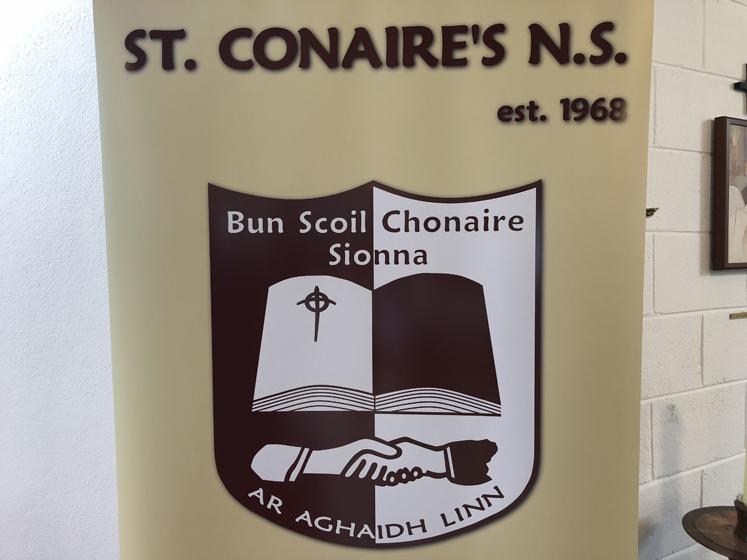 ST. CONAIRE'S N.S.
est. 1968
Bun Scoil Chonaire
Sionna
AR AGHAIDH LINN